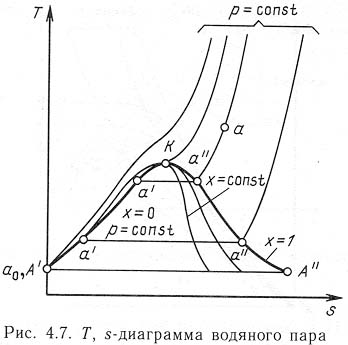 p=const
T
a
K
a''
a'
x=const
x=0
p=const
a'
a''
x=1
a₀,A'
A''
s
Рис. 4.7. T, s-диаграмма водяного пара